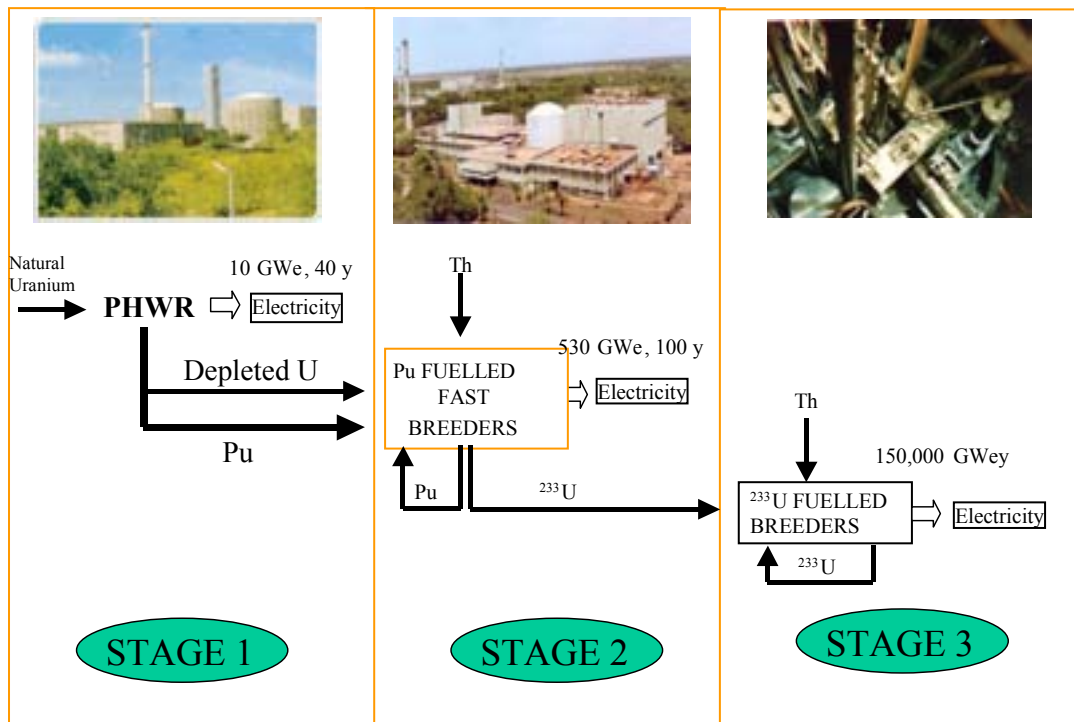 Natural
Uranium
PHWR
10 GWe, 40 y
Electricity
Depleted U
Pu
STAGE 1
Th
530 GWe, 100 y
Pu FUELLED
FAST
BREEDERS
Electricity
Pu
²³³U
STAGE 2
Th
150,000 GWey
²³³U FUELLED
BREEDERS
Electricity
²³³U
STAGE 3